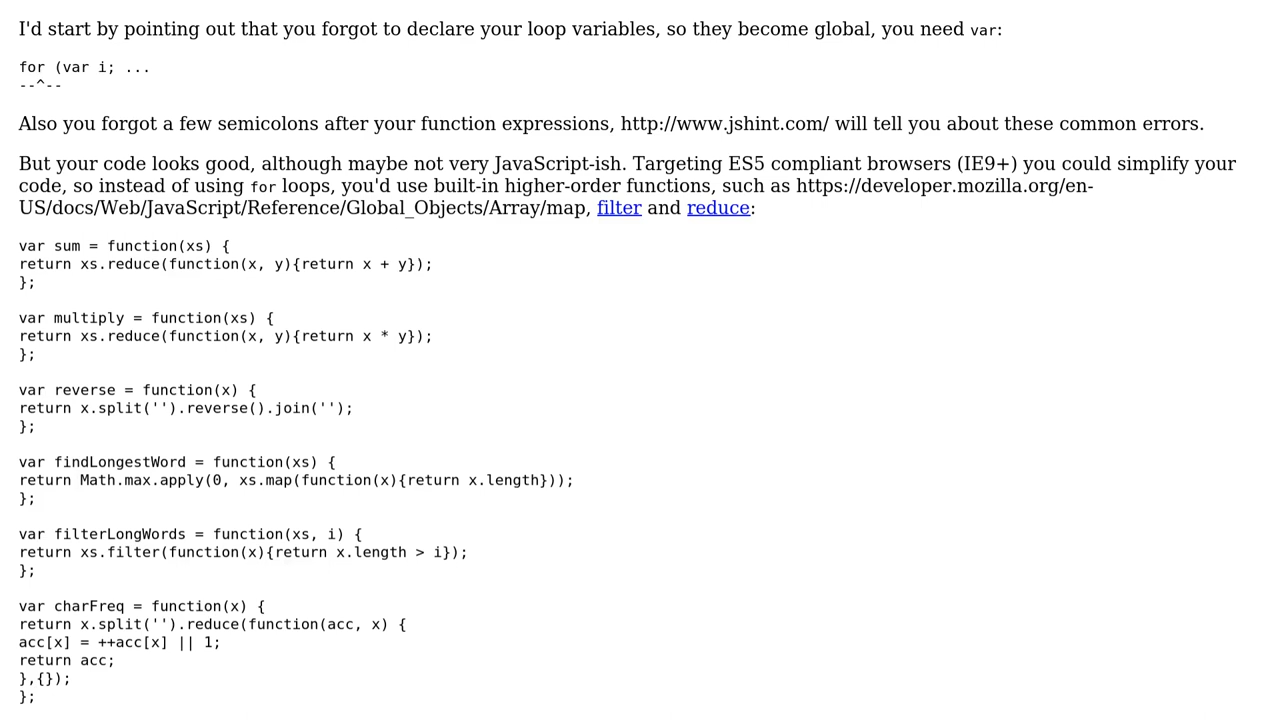 I'd start by pointing out that you forgot to declare your loop variables, so they become global, you need var:
for (var i; ...
--^--
Also you forgot a few semicolons after your function expressions, http://www.jshint.com/ will tell you about these common errors.
But your code looks good, although maybe not very JavaScript-ish. Targeting ES5 compliant browsers (IE9+) you could simplify your
code, so instead of using for loops, you'd use built-in higher-order functions, such as https://developer.mozilla.org/en-
US/docs/Web/JavaScript/Reference/Global_Objects/Array/map, filter and reduce:
var sum = function(xs) {
return xs.reduce(function(x, y){return x + y});
};
var multiply = function(xs) {
return xs.reduce(function(x, y){return x * y});
};
var reverse = function(x) {
return x.split('').reverse().join('');
};
var findLongestWord = function(xs) {
return Math.max.apply(0, xs.map(function(x){return x.length}));
};
var filterLongWords = function(xs, i) {
return xs.filter(function(x){return x.length > i});
};
var charFreq = function(x) {
return x.split('').reduce(function(acc, x) {
acc[x] = ++acc[x] || 1;
return acc;
},{});
};